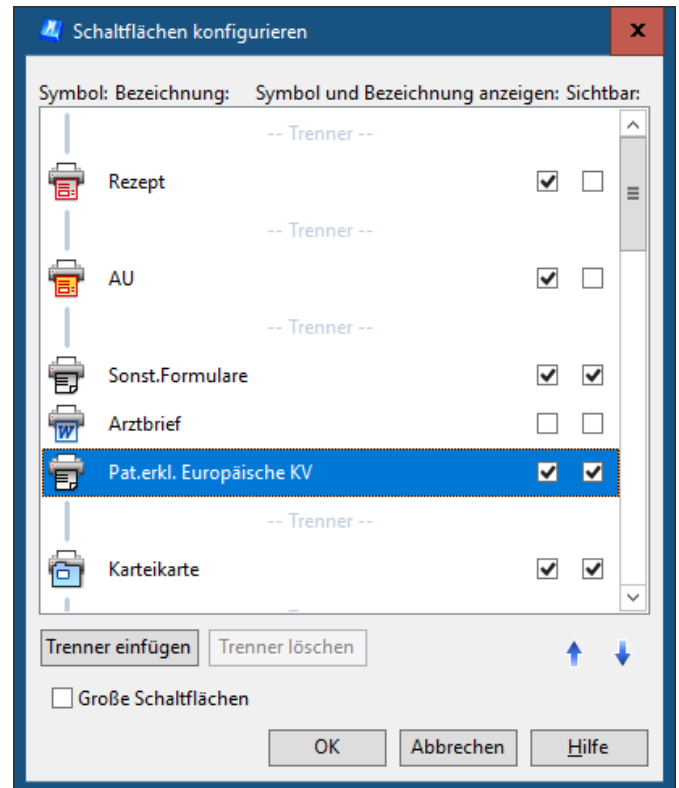 Schaltflächen konfigurieren
Symbol: Bezeichnung: Symbol und Bezeichnung anzeigen: Sichtbar:
-- Trenner --
Rezept
-- Trenner --
AU
-- Trenner --
Sonst.Formulare
Arztbrief
Pat.erkl. Europäische KV
-- Trenner --
Karteikarte
Trenner einfügen Trenner löschen
Große Schaltflächen
OK Abbrechen Hilfe